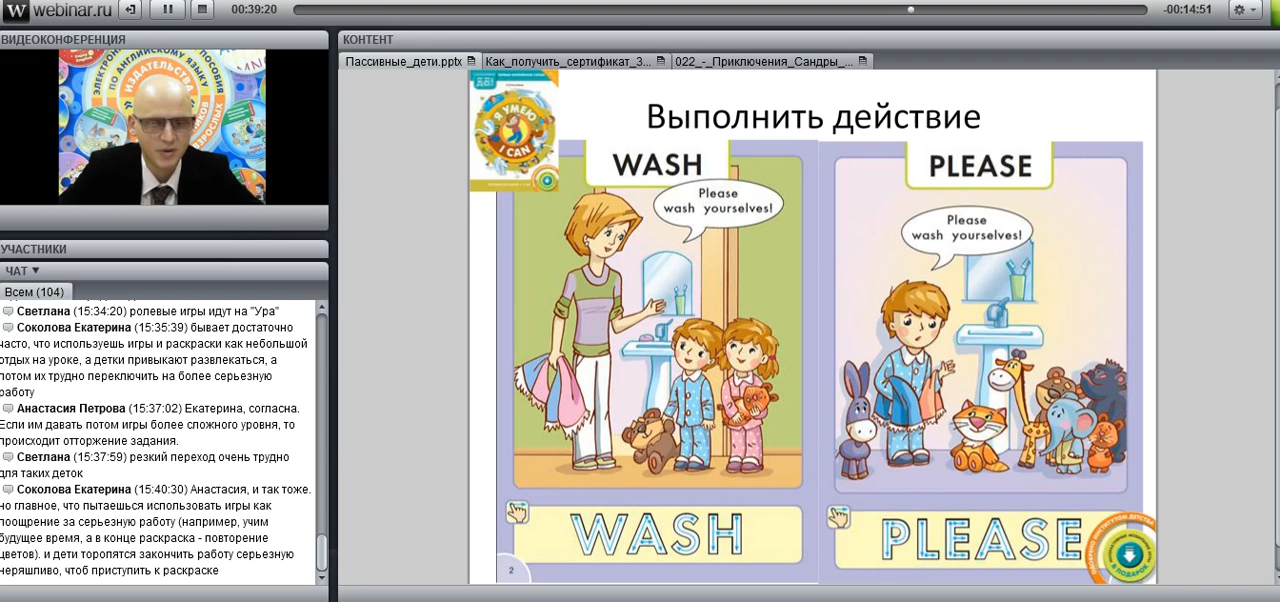 webinar.ru
00:39:20
-00:14:51
ВИДЕОКОНФЕРЕНЦИЯ
ЭЛЕКТРОН
ПОСОБИЯ
ПО АНГЛИЙСКОМУ ЯЗЫКУ
ИЗДАТЕЛЬСТВА
УЧАСТНИКИ
ЧАТ
Всем (104)
Светлана (15:34:20) ролевые игры идут на "Ура"
Соколова Екатерина (15:35:39) бывает достаточно
часто, что используешь игры и раскраски как небольшой
отдых на уроке, а детки привыкают развлекаться, а
потом их трудно переключить на более серьезную
работу
Анастасия Петрова (15:37:02) Екатерина, согласна.
Если им давать потом игры более сложного уровня, то
происходит отторжение задания.
Светлана (15:37:59) резкий переход очень трудно
для таких деток
Соколова Екатерина (15:40:30) Анастасия, и так тоже.
но главное, что пытаешься использовать игры как
поощрение за серьезную работу (например, учим
будущее время, а в конце раскраска - повторение
цветов). и дети торопятся закончить работу серьезную
неряшливо, чтоб приступить к раскраске
КОНТЕНТ
Пассивные_дети.pptx
Как_получить_сертификат_3...
022_-_Приключения_Сандры_...
Выполнить действие
Я УМЕЮ
I CAN
WASH
Please
wash yourselves!
WASH
2
PLEASE
Please
wash yourselves!
PLEASE
В ПОДАРОК